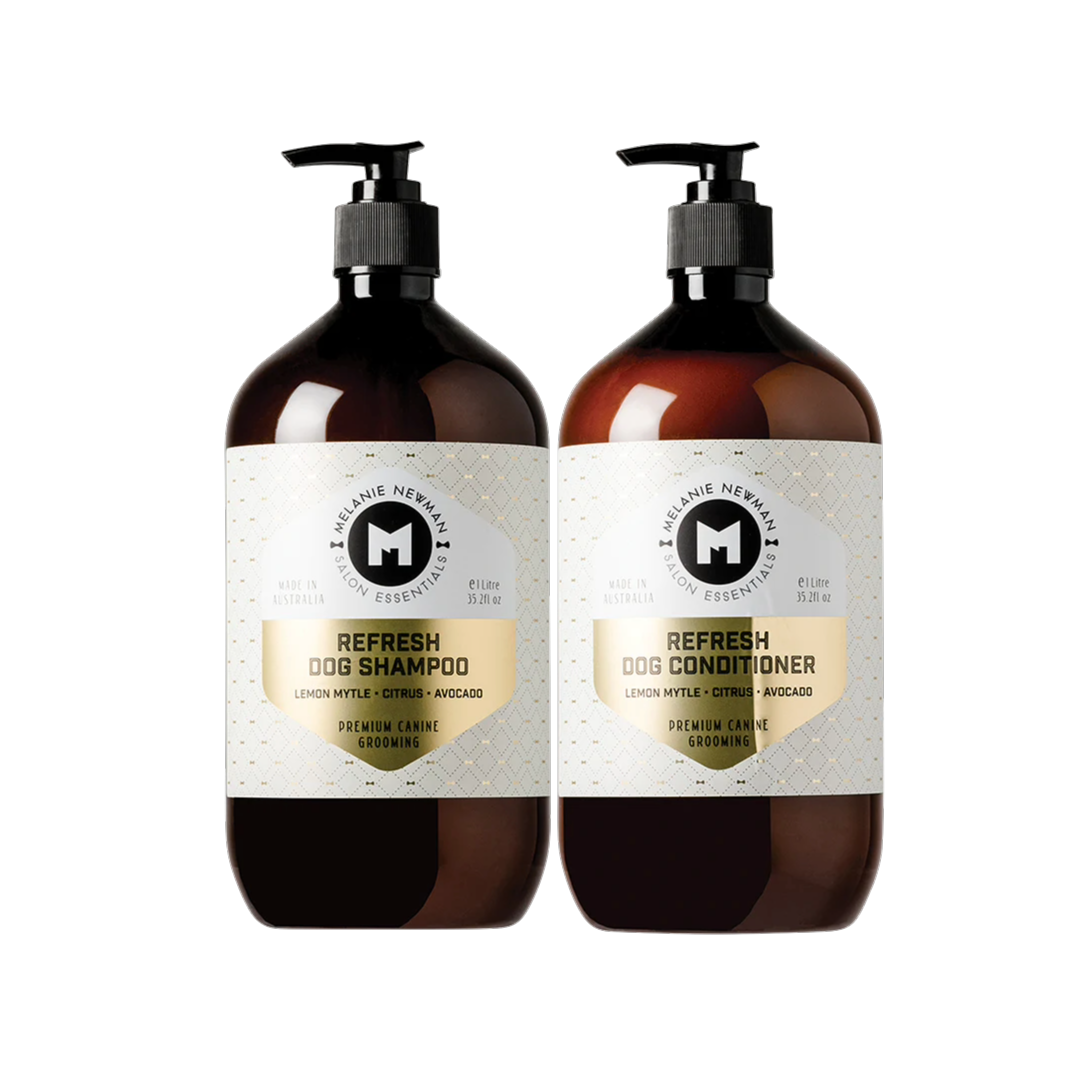 MELANIE NEWMAN
M
SALON ESSENTIALS
MADE IN
AUSTRALIA
e1 Litre
35.2fl oz
REFRESH
DOG SHAMPOO
LEMON MYTLE • CITRUS • AVOCADO
PREMIUM CANINE
GROOMING
MELANIE NEWMAN
M
SALON ESSENTIALS
MADE IN
AUSTRALIA
e1 Litre
35.2fl oz
REFRESH
DOG CONDITIONER
LEMON MYTLE • CITRUS • AVOCADO
PREMIUM CANINE
GROOMING